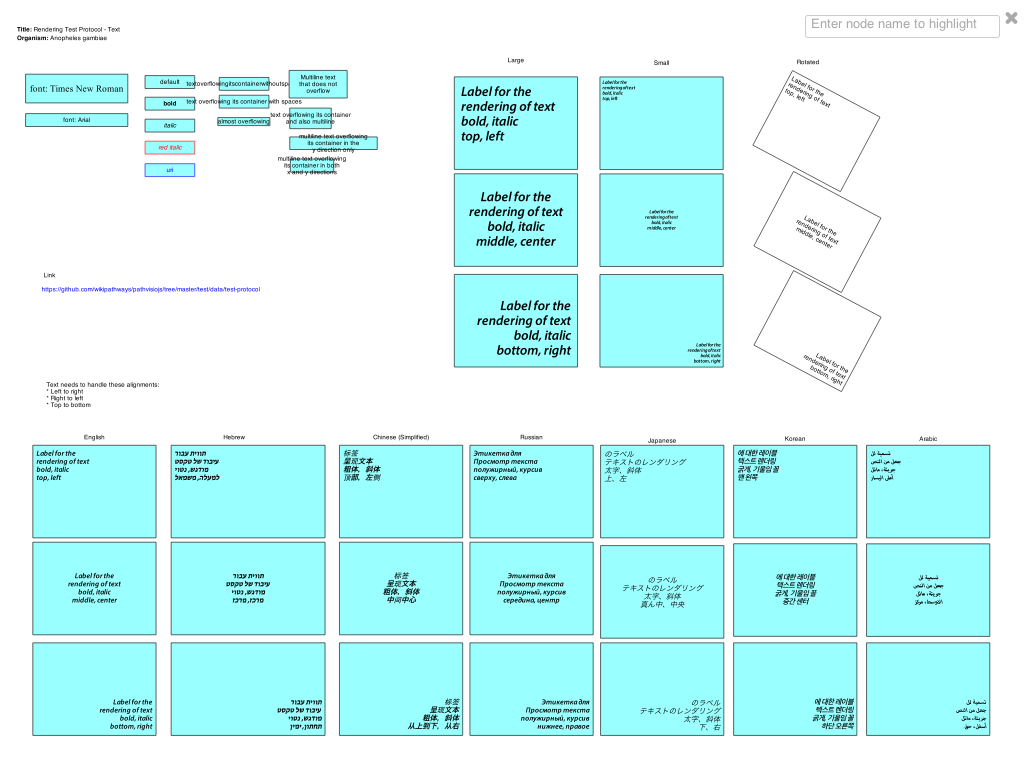 Title: Rendering Test Protocol - Text
Organism: Anopheles gambiae
Enter node name to highlight
font: Times New Roman
font: Arial
default
bold
italic
red italic
uri
textoverflowingitscontainerwithoutsp
text overflowing its container with spaces
almost overflowing
Multiline text
that does not
overflow
text overflowing its container
and also multiline
multiline text overflowing
its container in the
y direction only
multiline text overflowing
its container in both
x and y directions
Large
Label for the
rendering of text
bold, italic
top, left
Label for the
rendering of text
bold, italic
middle, center
Label for the
rendering of text
bold, italic
bottom, right
Small
Label for the
rendering of text
bold, italic
top, left
Label for the
rendering of text
bold, italic
middle, center
Label for the
rendering of text
bold, italic
bottom, right
Rotated
Label for the
rendering of text
top, left
Label for the
rendering of text
middle, center
Label for the
rendering of text
bottom, right
Link
https://github.com/wikipathways/pathvisiojs/tree/master/test/data/test-protocol
Text needs to handle these alignments:
* Left to right
* Right to left
* Top to bottom
English
Label for the
rendering of text
bold, italic
top, left
Label for the
rendering of text
bold, italic
middle, center
Label for the
rendering of text
bold, italic
bottom, right
Hebrew
תווית עבור
עיבוד של טקסט
מודגש, נטוי
למעלה, משמאל
תווית עבור
עיבוד של טקסט
מודגש, נטוי
מרכז, מרכז
תווית עבור
עיבוד של טקסט
מודגש, נטוי
תחתון, ימין
Chinese (Simplified)
标签
呈现文本
粗体，斜体
顶部，左侧
标签
呈现文本
粗体，斜体
中间中心
标签
呈现文本
粗体，斜体
从上到下，从右
Russian
Этикетка для
Просмотр текста
полужирный, курсив
сверху, слева
Этикетка для
Просмотр текста
полужирный, курсив
середина, центр
Этикетка для
Просмотр текста
полужирный, курсив
нижнее, правое
Japanese
のラベル
テキストのレンダリング
太字、斜体
上、左
のラベル
テキストのレンダリング
太字、斜体
真ん中、中央
のラベル
テキストのレンダリング
太字、斜体
下、右
Korean
에 대한 레이블
텍스트 렌더링
굵게, 기울임 꼴
맨 왼쪽
에 대한 레이블
텍스트 렌더링
굵게, 기울임 꼴
중간 센터
에 대한 레이블
텍스트 렌더링
굵게, 기울임 꼴
하단 오른쪽
Arabic
تسمية لل
جعل من النص
جريئة، مائل
أعلى اليسار
تسمية لل
جعل من النص
جريئة، مائل
تسمية لل
جعل من النص
جريئة، مائل